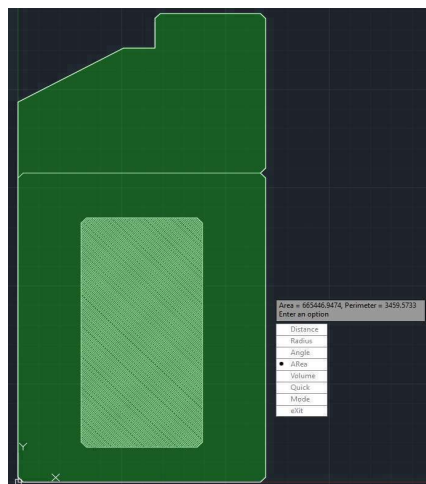 Area = 665446.9474, Perimeter = 3459.5733
Enter an option
Distance
Radius
Angle
ARea
Volume
Quick
Mode
eXit
Y
X